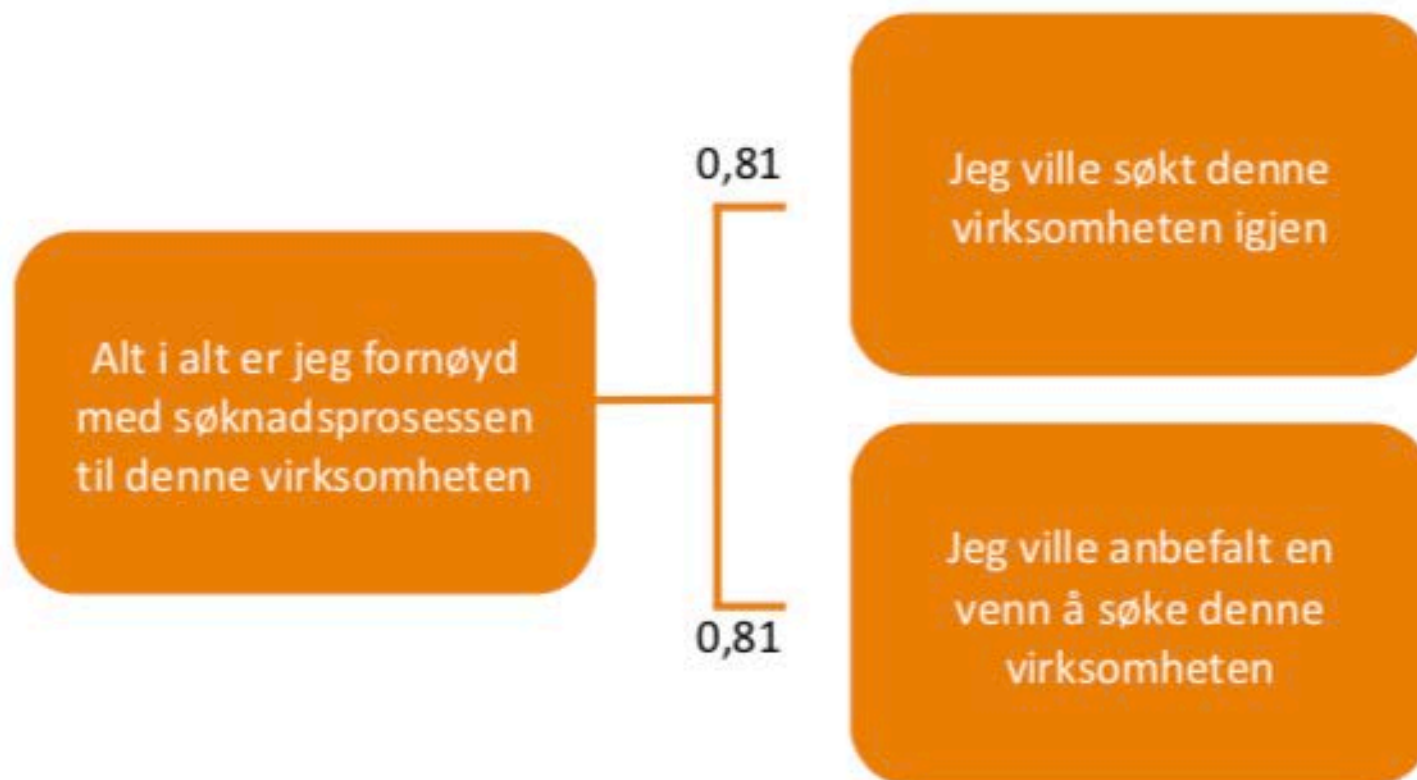 Alt i alt er jeg fornøyd
med søknadsprosessen
til denne virksomheten
0,81
Jeg ville søkt denne
virksomheten igjen
0,81
Jeg ville anbefalt en
venn å søke denne
virksomheten